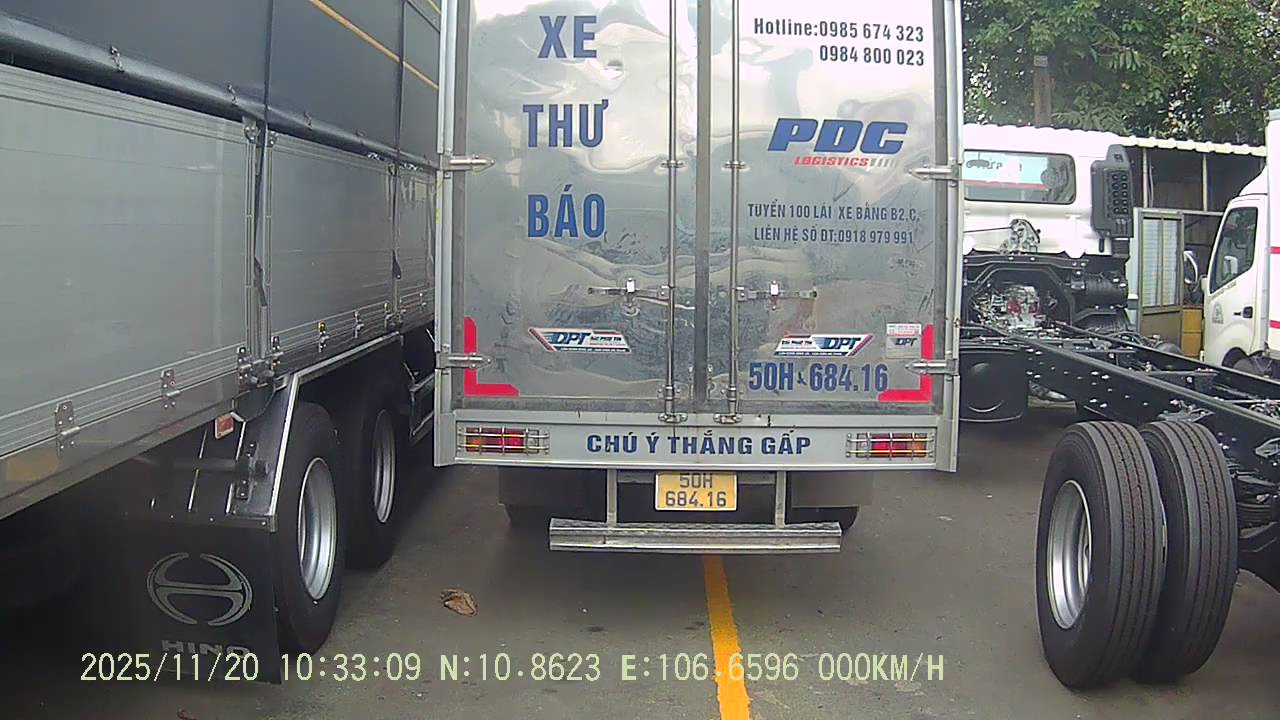 XE
THƯ
BÁO
Hotline:0985 674 323
0984 800 023
PDC
LOGISTICS
TUYỂN 100 LÁI XE BẰNG B2,C,
LIÊN HỆ SỐ ĐT:0918 979 991
DPT
DPT
DPT
50H 684.16
CHÚ Ý THẮNG GẤP
50H
684.16
HINO
2025/11/20 10:33:09 N:10.8623 E:106.6596 000KM/H